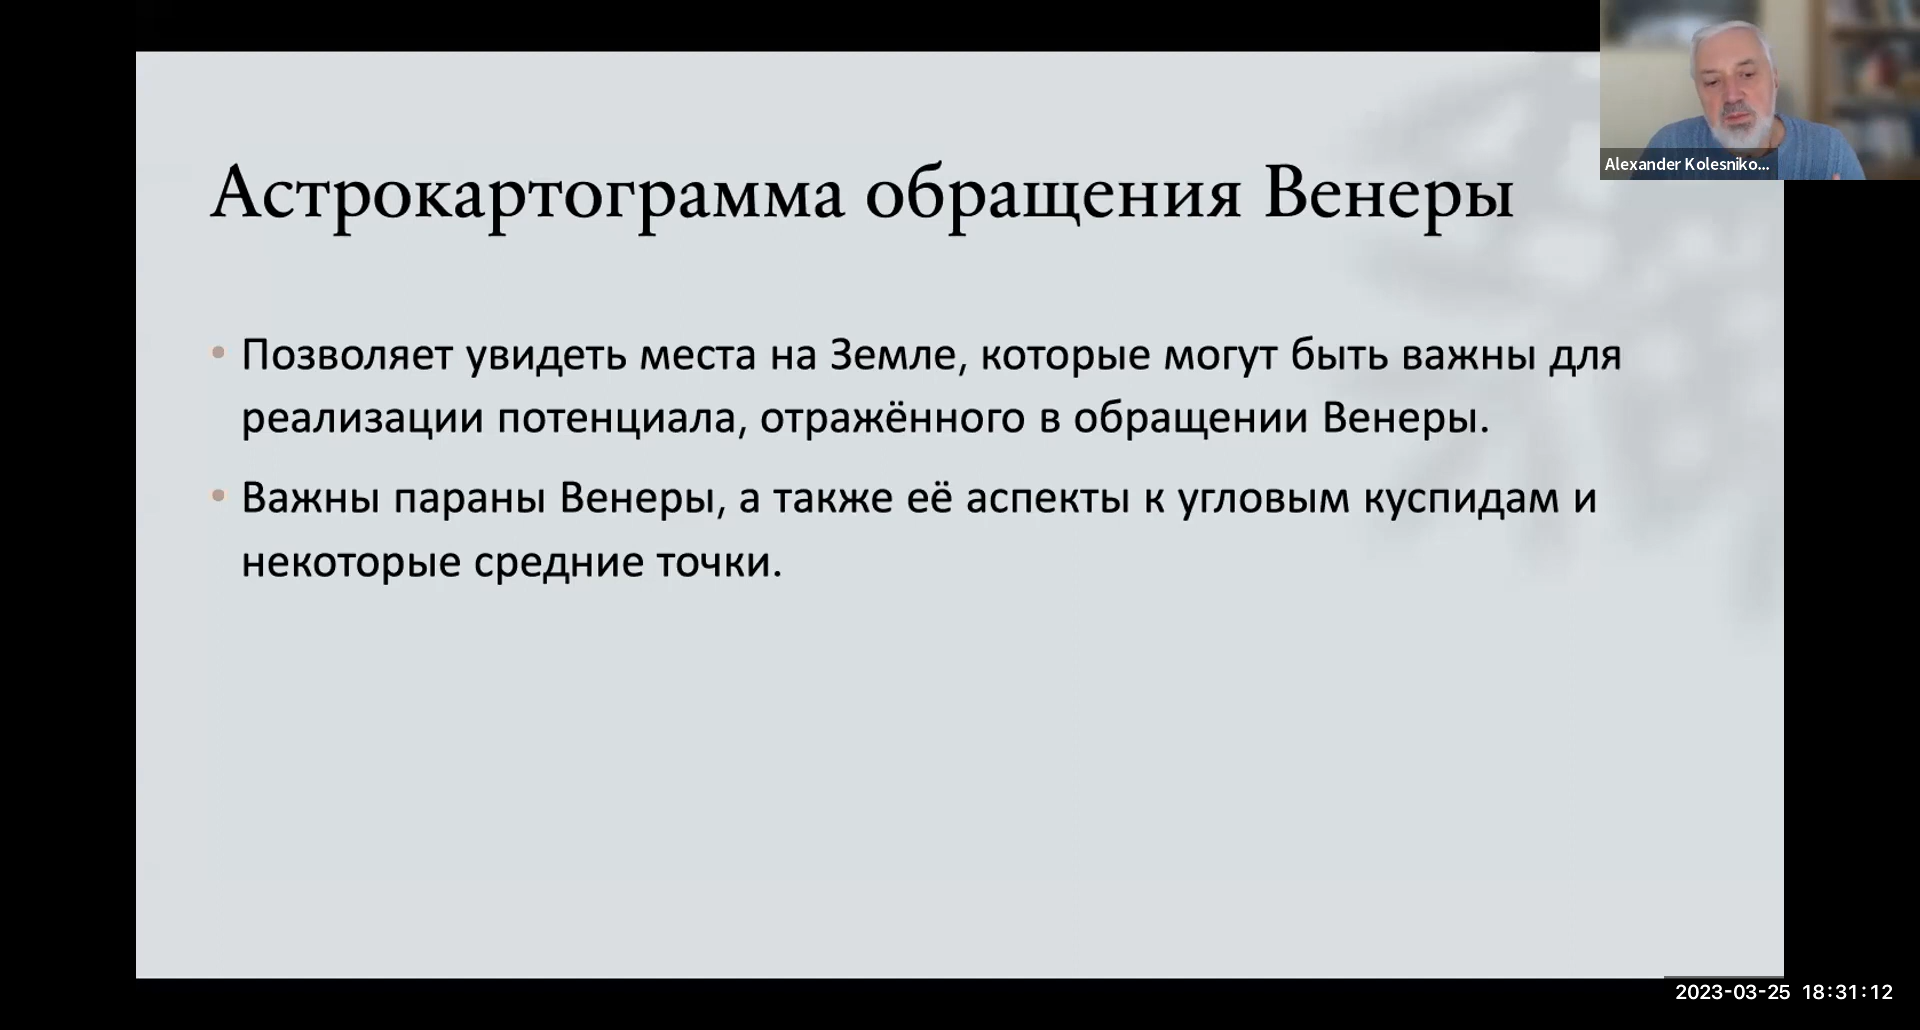 Alexander Kolesniko...
Астрокартограмма обращения Венеры
• Позволяет увидеть места на Земле, которые могут быть важны для
реализации потенциала, отражённого в обращении Венеры.
• Важны параны Венеры, а также её аспекты к угловым куспидам и
некоторые средние точки.
2023-03-25 18:31:12